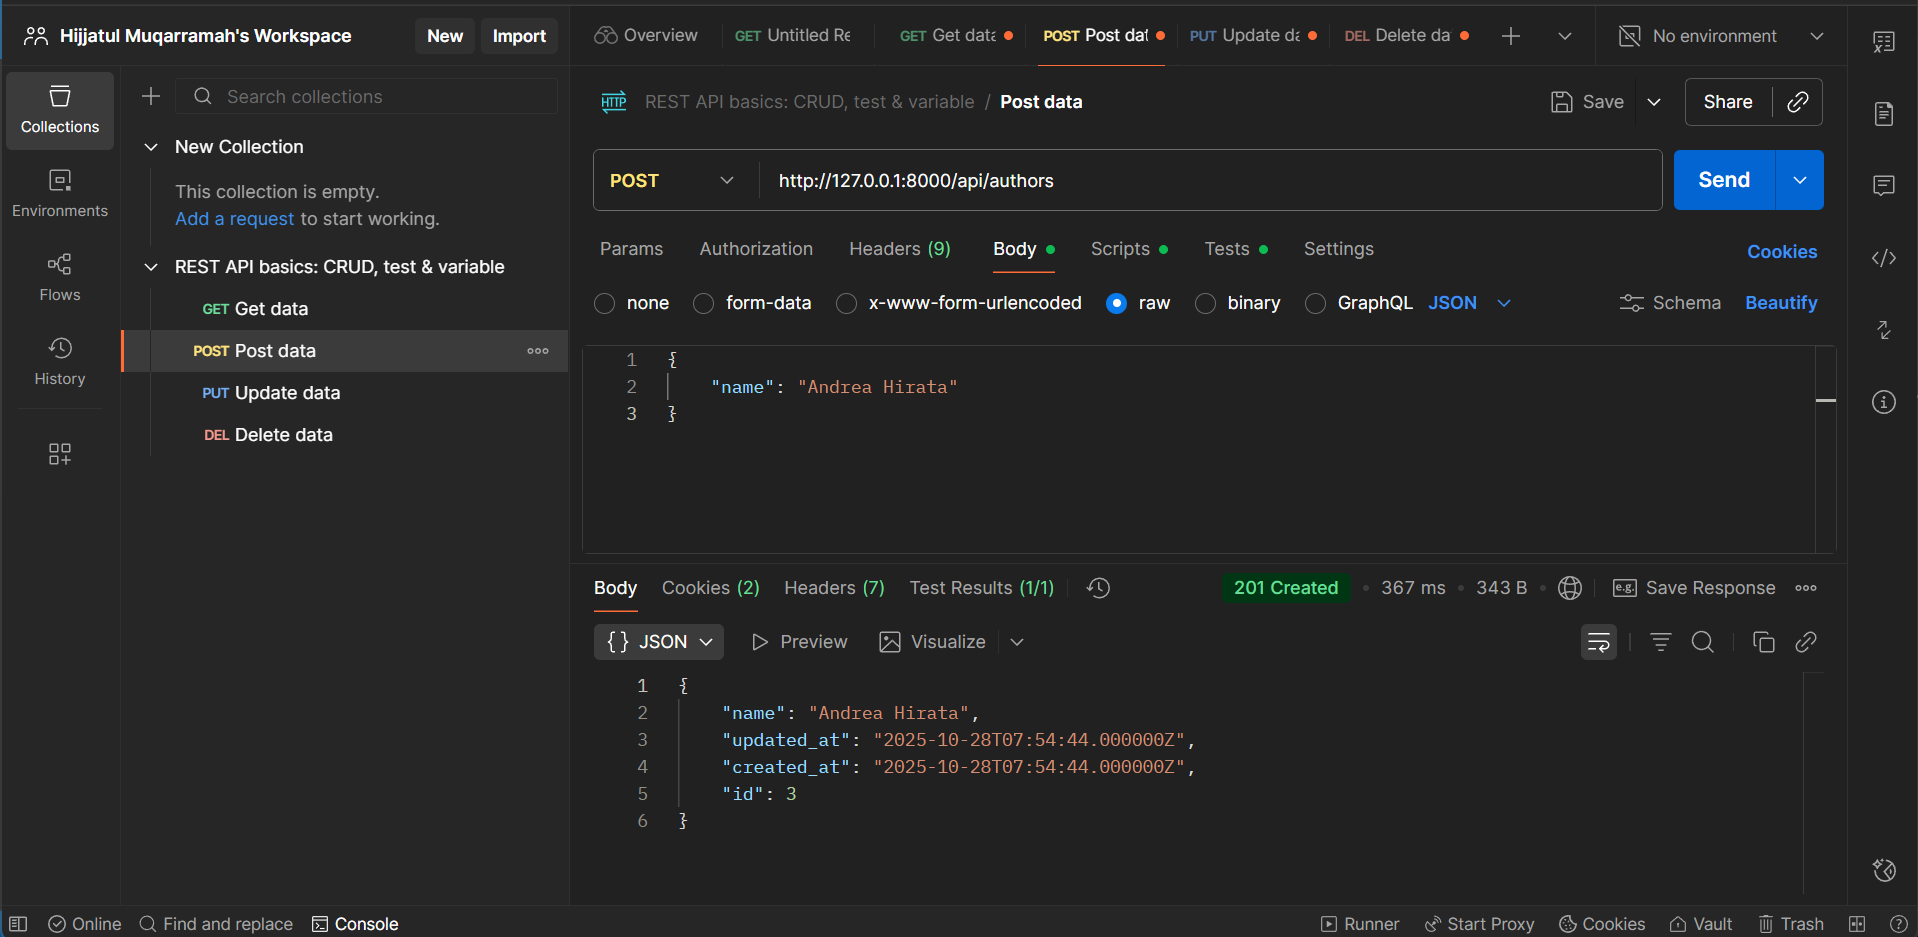 Hijjatul Muqarramah's Workspace New Import Overview GET Untitled Re GET Get data POST Post dat PUT Update da DEL Delete da No environment
Collections
Environments
Flows
History
Search collections
New Collection
This collection is empty.
Add a request to start working.
REST API basics: CRUD, test & variable
GET Get data
POST Post data
PUT Update data
DEL Delete data
HTTP REST API basics: CRUD, test & variable / Post data Save Share
POST http://127.0.0.1:8000/api/authors Send
Params Authorization Headers (9) Body Scripts Tests Settings Cookies
none form-data x-www-form-urlencoded raw binary GraphQL JSON Schema Beautify
1 {
2 "name": "Andrea Hirata"
3 }
Body Cookies (2) Headers (7) Test Results (1/1) 201 Created • 367 ms • 343 B • e.g. Save Response
{} JSON Preview Visualize
1 {
2 "name": "Andrea Hirata",
3 "updated_at": "2025-10-28T07:54:44.000000Z",
4 "created_at": "2025-10-28T07:54:44.000000Z",
5 "id": 3
6 }
Online Find and replace Console Runner Start Proxy Cookies Vault Trash